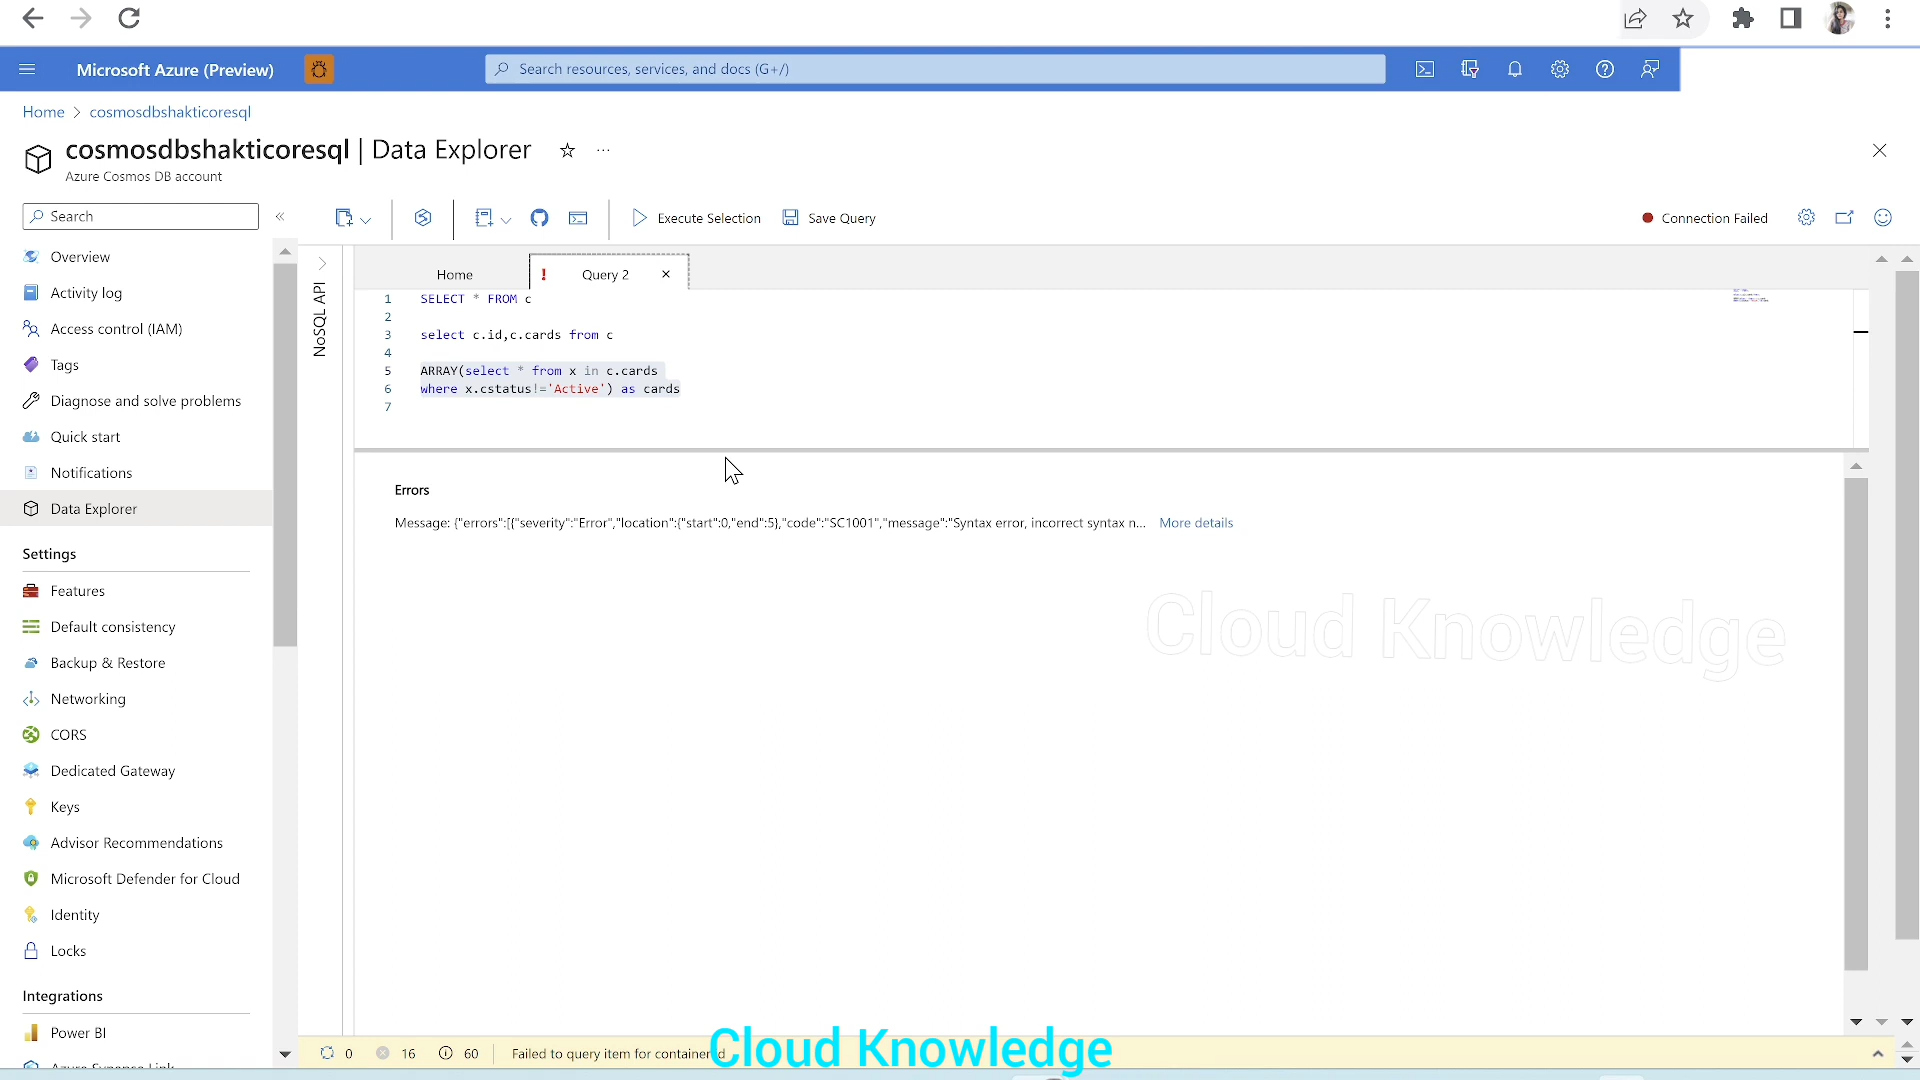 Microsoft Azure (Preview)
Search resources, services, and docs (G+/)
Home > cosmosdbshakticoresql
cosmosdbshakticoresql | Data Explorer
Azure Cosmos DB account
Search
Execute Selection
Save Query
Connection Failed
Overview
Activity log
Access control (IAM)
Tags
Diagnose and solve problems
Quick start
Notifications
Data Explorer
Settings
Features
Default consistency
Backup & Restore
Networking
CORS
Dedicated Gateway
Keys
Advisor Recommendations
Microsoft Defender for Cloud
Identity
Locks
Integrations
Power BI
Azure Synapse Link
NoSQL API
Home
! Query 2
1 SELECT * FROM c
2
3 select c.id,c.cards from c
4
5 ARRAY(select * from x in c.cards
6 where x.cstatus!='Active') as cards
7
Errors
Message: {"errors":[{"severity":"Error","location":{"start":0,"end":5},"code":"SC1001","message":"Syntax error, incorrect syntax n... More details
Cloud Knowledge
0 16 60 Failed to query item for container
Cloud Knowledge